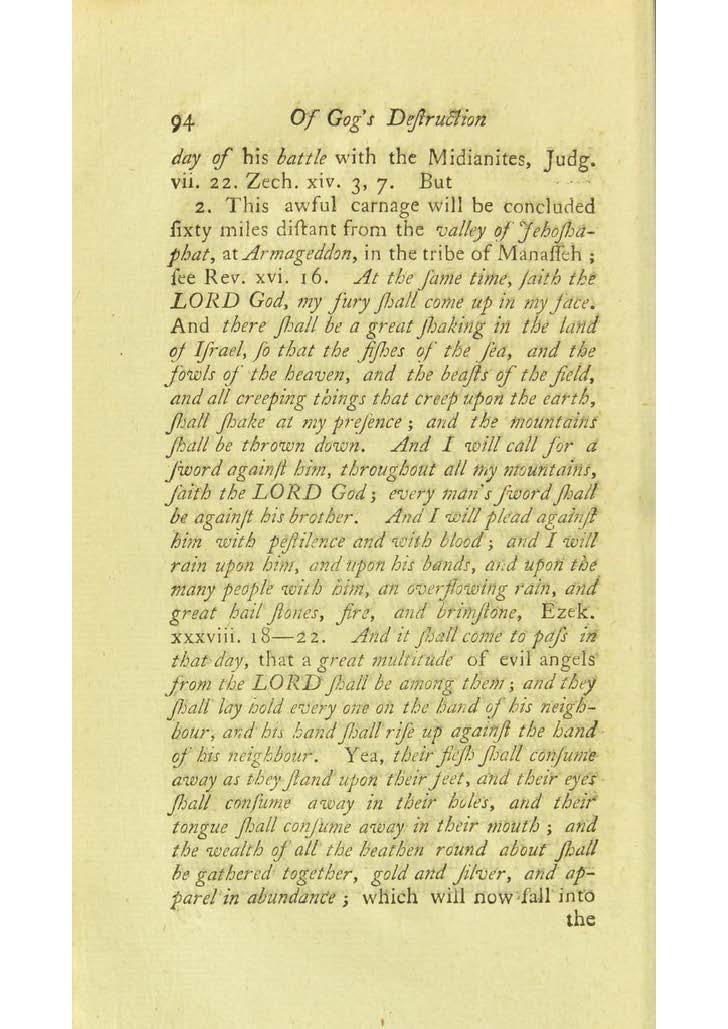 94 Of Gog's Deſtruction
day of his battle with the Midianites, Judg.
vii. 22. Zech. xiv. 3, 7. But
2. This awful carnage will be concluded
ſixty miles diſtant from the valley of Jehoſha-
phat, at Armageddon, in the tribe of Manaſſeh ;
ſee Rev. xvi. 16. At the ſame time, ſaith the
LORD God, my fury ſhall come up in my face.
And there ſhall be a great ſhaking in the land
of Iſrael, ſo that the fiſhes of the ſea, and the
fowls of the heaven, and the beaſts of the field,
and all creeping things that creep upon the earth,
ſhall ſhake at my preſence ; and the mountains
ſhall be thrown down. And I will call for a
ſword againſt him, throughout all my mountains,
ſaith the LORD God ; every man's ſword ſhall
be againſt his brother. And I will plead againſt
him with peſtilence and with blood ; and I will
rain upon him, and upon his bands, and upon the
many people with him, an overflowing rain, and
great hail ſtones, fire, and brimſtone, Ezek.
xxxviii. 18—22. And it ſhall come to paſs in
that day, that a great multitude of evil angels
from the LORD ſhall be among them ; and they
ſhall lay hold every one on the hand of his neigh-
bour, and his hand ſhall riſe up againſt the hand
of his neighbour. Yea, their fleſh ſhall conſume
away as they ſtand upon their feet, and their eyes
ſhall conſume away in their holes, and their
tongue ſhall conſume away in their mouth ; and
the wealth of all the heathen round about ſhall
be gathered together, gold and ſilver, and ap-
parel in abundance ; which will now fall into
the